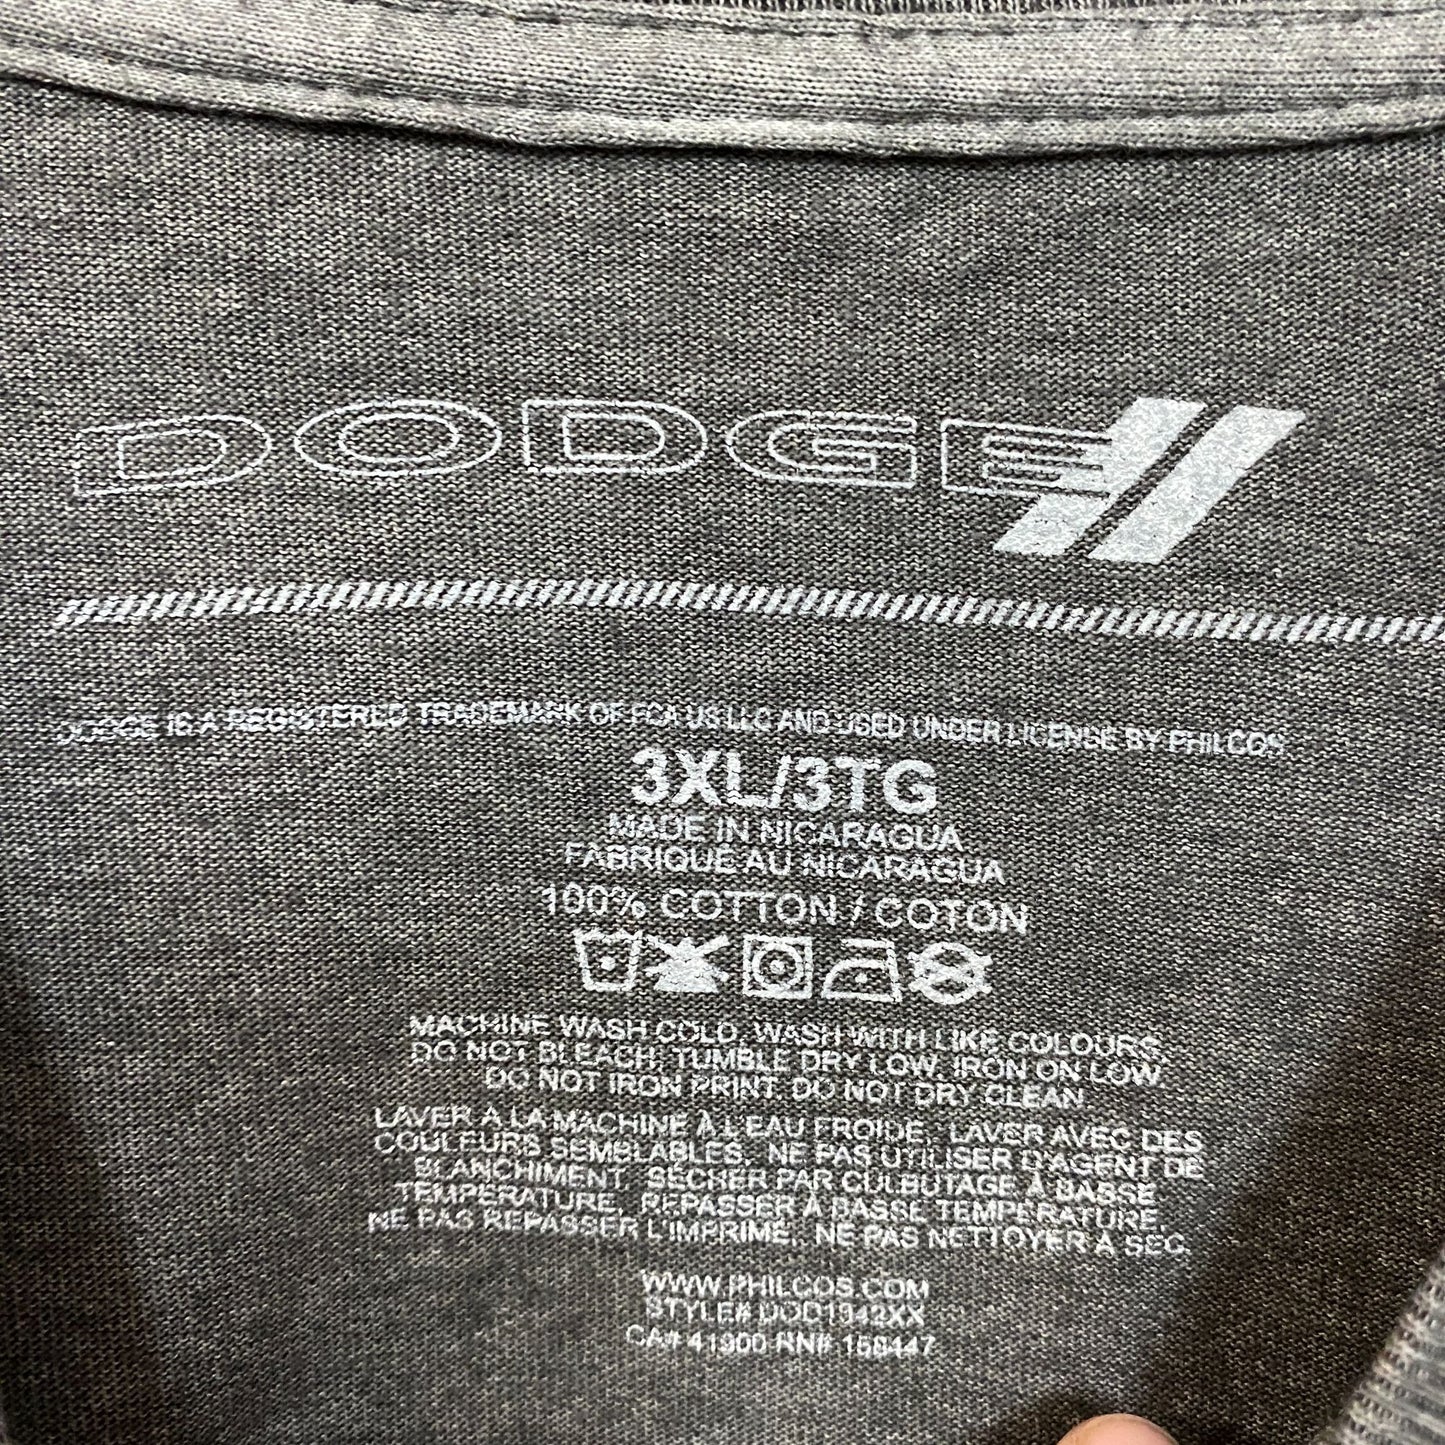 DODGE
DODGE IS A REGISTERED TRADEMARK OF FCA US LLC AND USED UNDER LICENSE BY PHILCOS
3XL/3TG
MADE IN NICARAGUA
FABRIQUÉ AU NICARAGUA
100% COTTON / COTON
MACHINE WASH COLD. WASH WITH LIKE COLOURS.
DO NOT BLEACH. TUMBLE DRY LOW. IRON ON LOW.
DO NOT IRON PRINT. DO NOT DRY CLEAN.
LAVER A LA MACHINE À L'EAU FROIDE. LAVER AVEC DES
COULEURS SEMBLABLES. NE PAS UTILISER D'AGENT DE
BLANCHIMENT. SÉCHER PAR CULBUTAGE À BASSE
TEMPÉRATURE. REPASSER À BASSE TEMPÉRATURE.
NE PAS REPASSER L'IMPRIMÉ. NE PAS NETTOYER A SEC.
WWW.PHILCOS.COM
STYLE# DOD1942XX
CA# 41900 RN# 158447